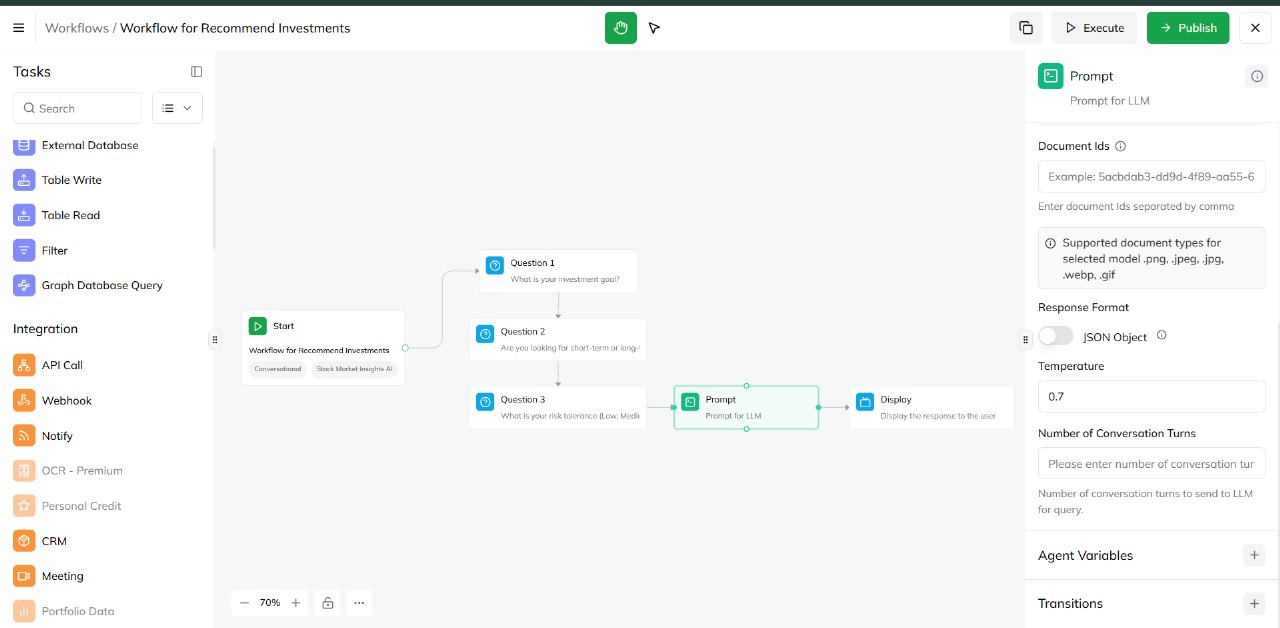 Workflows / Workflow for Recommend Investments
Execute
Publish
Tasks
Search
External Database
Table Write
Table Read
Filter
Graph Database Query
Integration
API Call
Webhook
Notify
OCR - Premium
Personal Credit
CRM
Meeting
Portfolio Data
Start
Workflow for Recommend Investments
Conversational
Stock Market Insights AI
Question 1
What is your investment goal?
Question 2
Are you looking for short-term or long-
Question 3
What is your risk tolerance (Low, Mediu
Prompt
Prompt for LLM
Display
Display the response to the user
70%
Prompt
Prompt for LLM
Document Ids
Example: 5acbdab3-dd9d-4f89-aa55-6
Enter document Ids separated by comma
Supported document types for
selected model .png, .jpeg, .jpg,
.webp, .gif
Response Format
JSON Object
Temperature
0.7
Number of Conversation Turns
Please enter number of conversation tur
Number of conversation turns to send to LLM
for query.
Agent Variables
Transitions